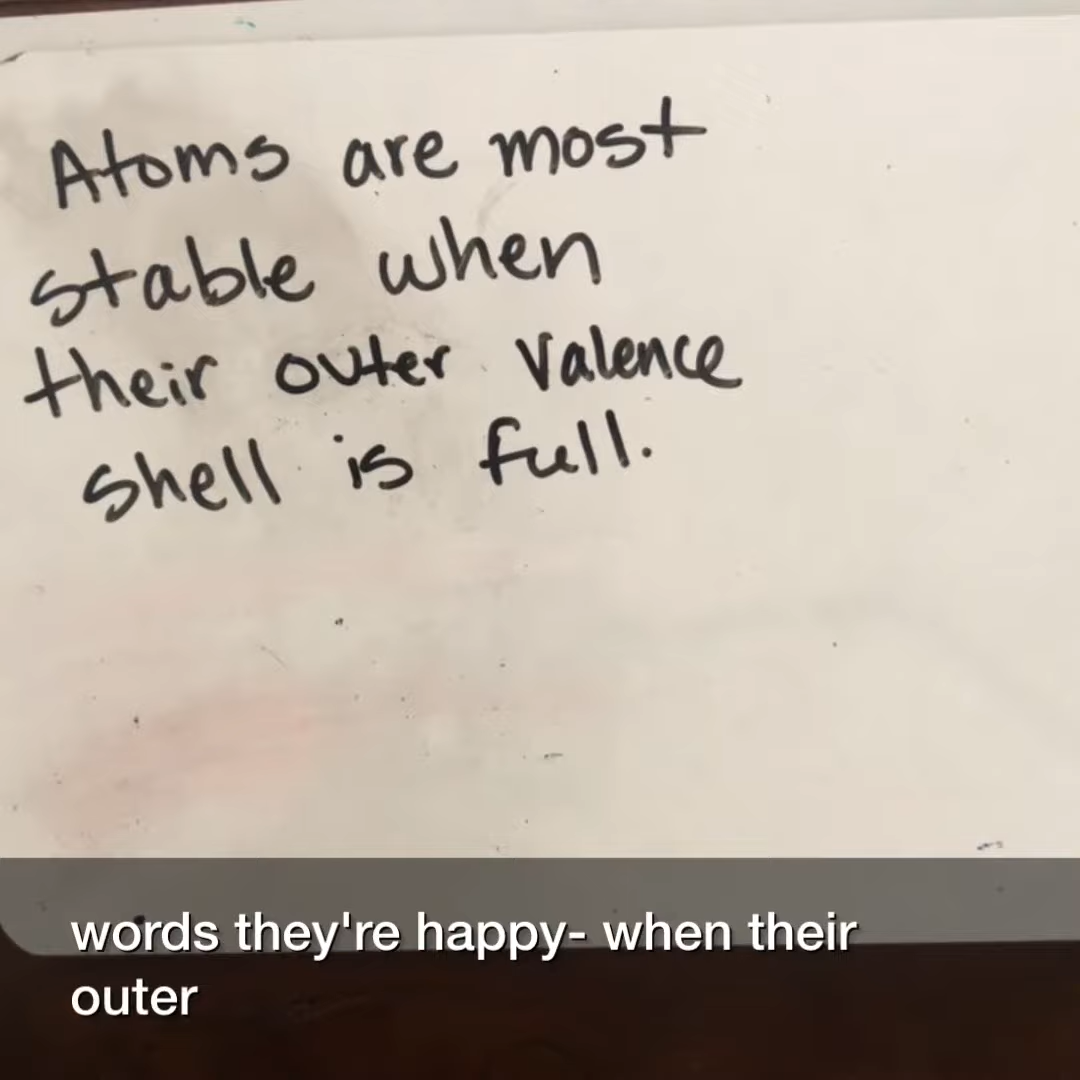 Atoms are most
stable when
their outer valence
shell is full.
words they're happy- when their
outer